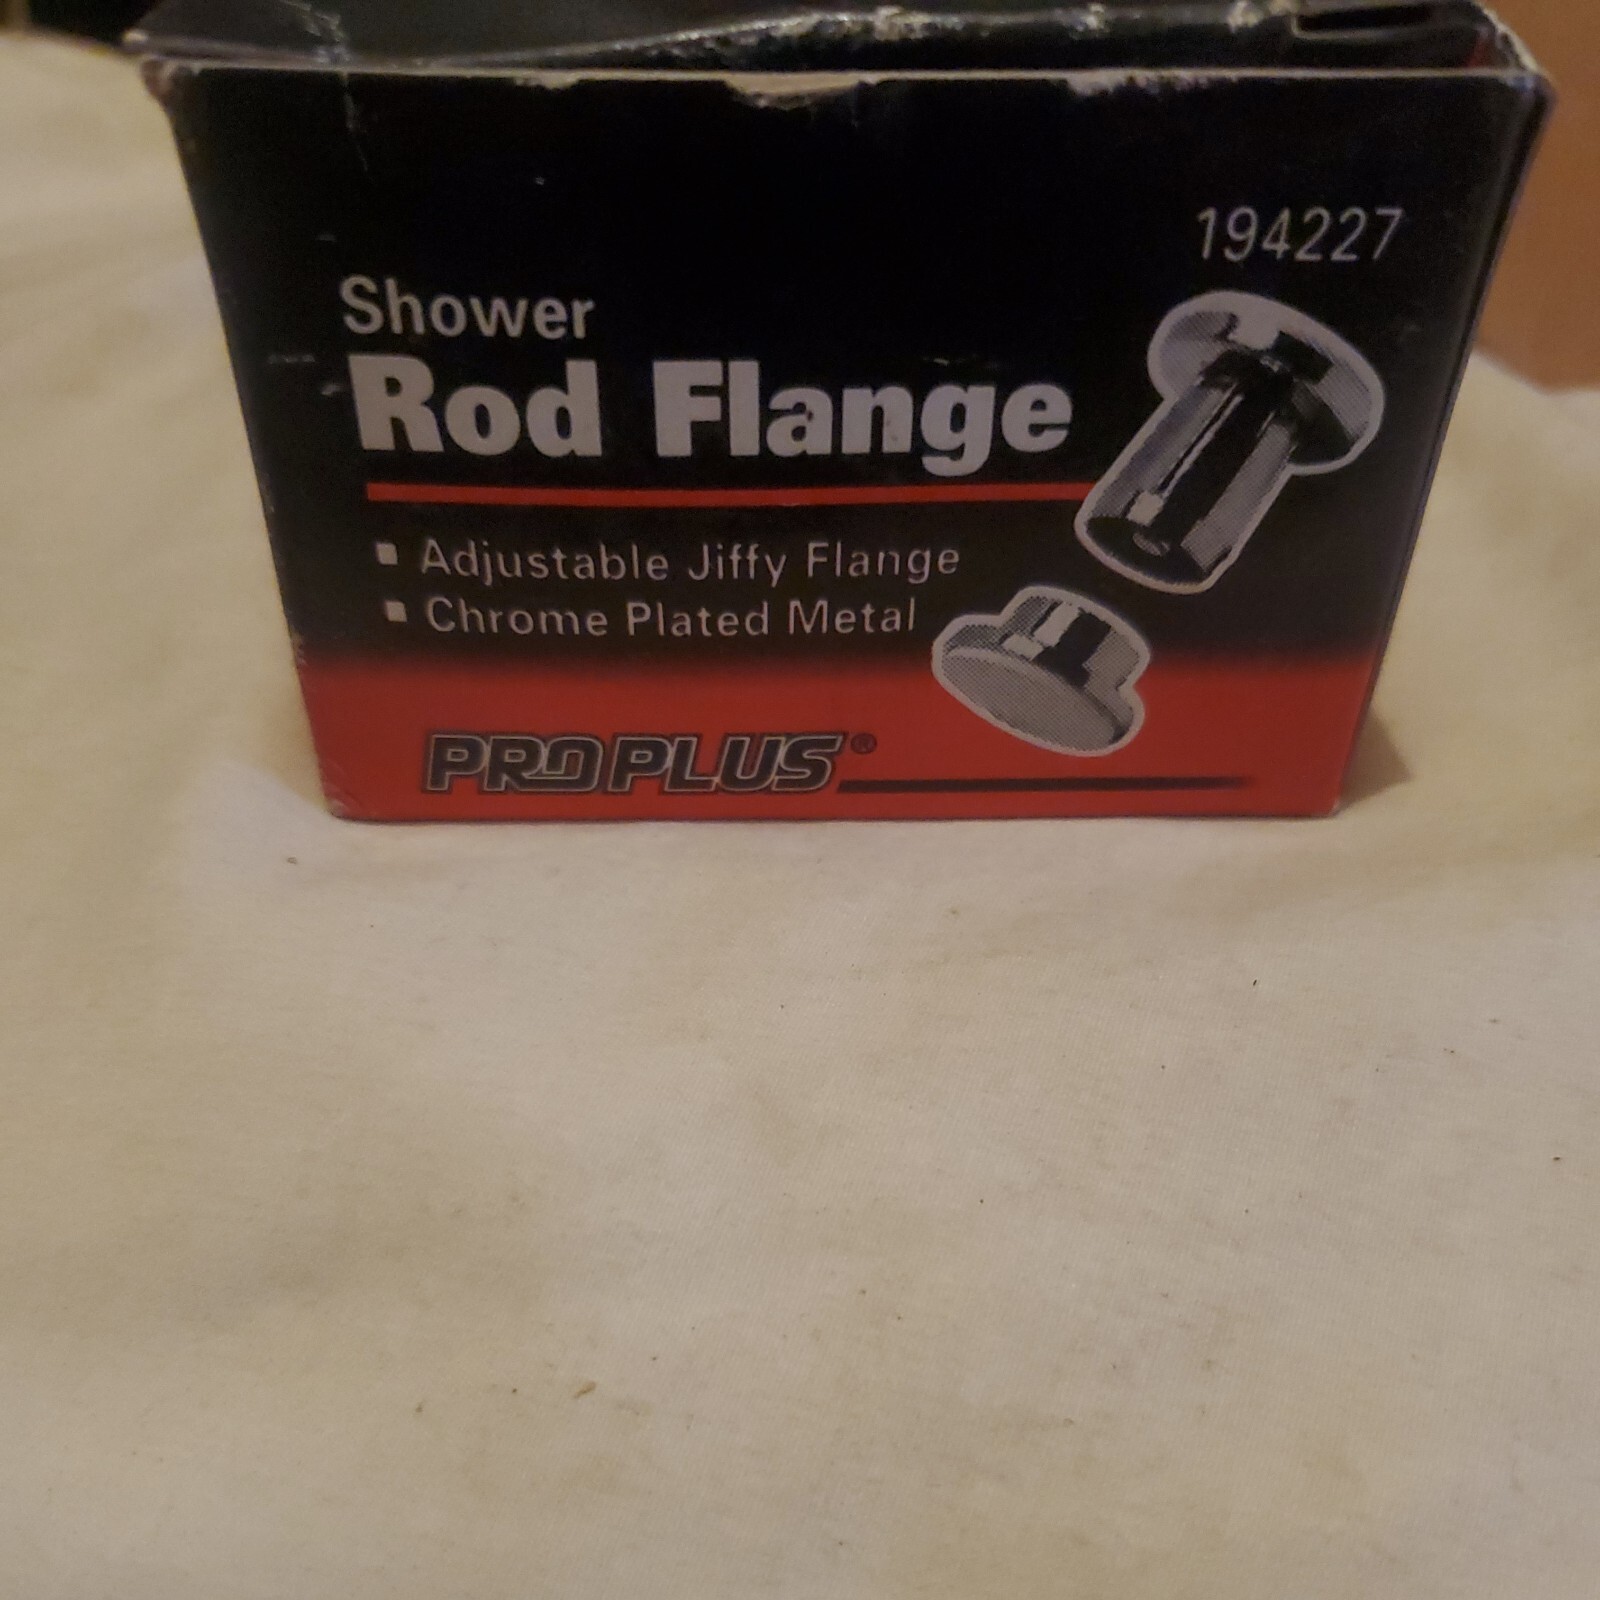 194227
Shower
Rod Flange
▪ Adjustable Jiffy Flange
▪ Chrome Plated Metal
PROPLUS®